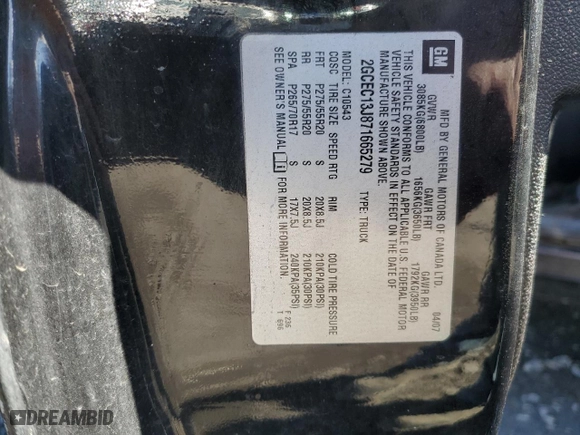 GM
MFD BY GENERAL MOTORS OF CANADA LTD.
04/07
GVWR GAWR FRT GAWR RR
3085KG(6800LB) 1656KG(3650LB) 1792KG(3950LB)
THIS VEHICLE CONFORMS TO ALL APPLICABLE U.S. FEDERAL MOTOR
VEHICLE SAFETY STANDARDS IN EFFECT ON THE DATE OF
MANUFACTURE SHOWN ABOVE.
2GCEC13J871665279 TYPE: TRUCK
MODEL: C10543
COSC TIRE SIZE SPEED RTG RIM COLD TIRE PRESSURE
FRT P275/55R20 S 20X8.5J 210KPA(30PSI)
RR P275/55R20 S 20X8.5J 210KPA(30PSI)
SPA P265/70R17 S 17X7.5J 240KPA(35PSI)
SEE OWNER'S MANUAL FOR MORE INFORMATION.
F 236
T 686
DREAMBID